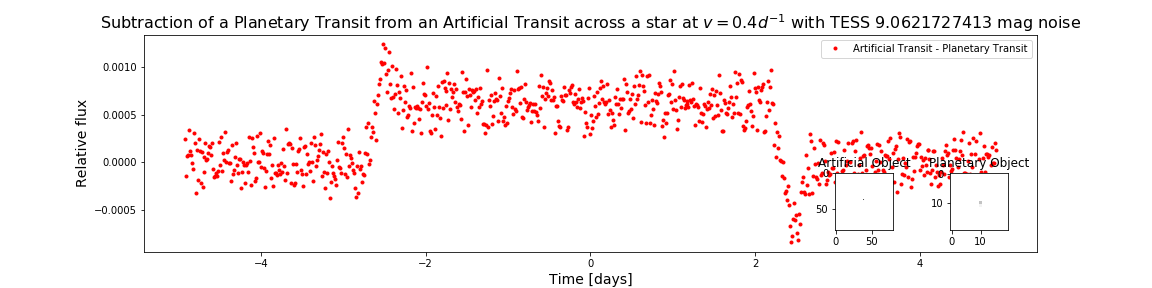 Subtraction of a Planetary Transit from an Artificial Transit across a star at v = 0.4d⁻¹ with TESS 9.0621727413 mag noise
Artificial Transit - Planetary Transit
Relative flux
0.0010
0.0005
0.0000
−0.0005
Artificial Object
0
50
0 50
Planetary Object
0
10
0 10
−4 −2 0 2 4
Time [days]